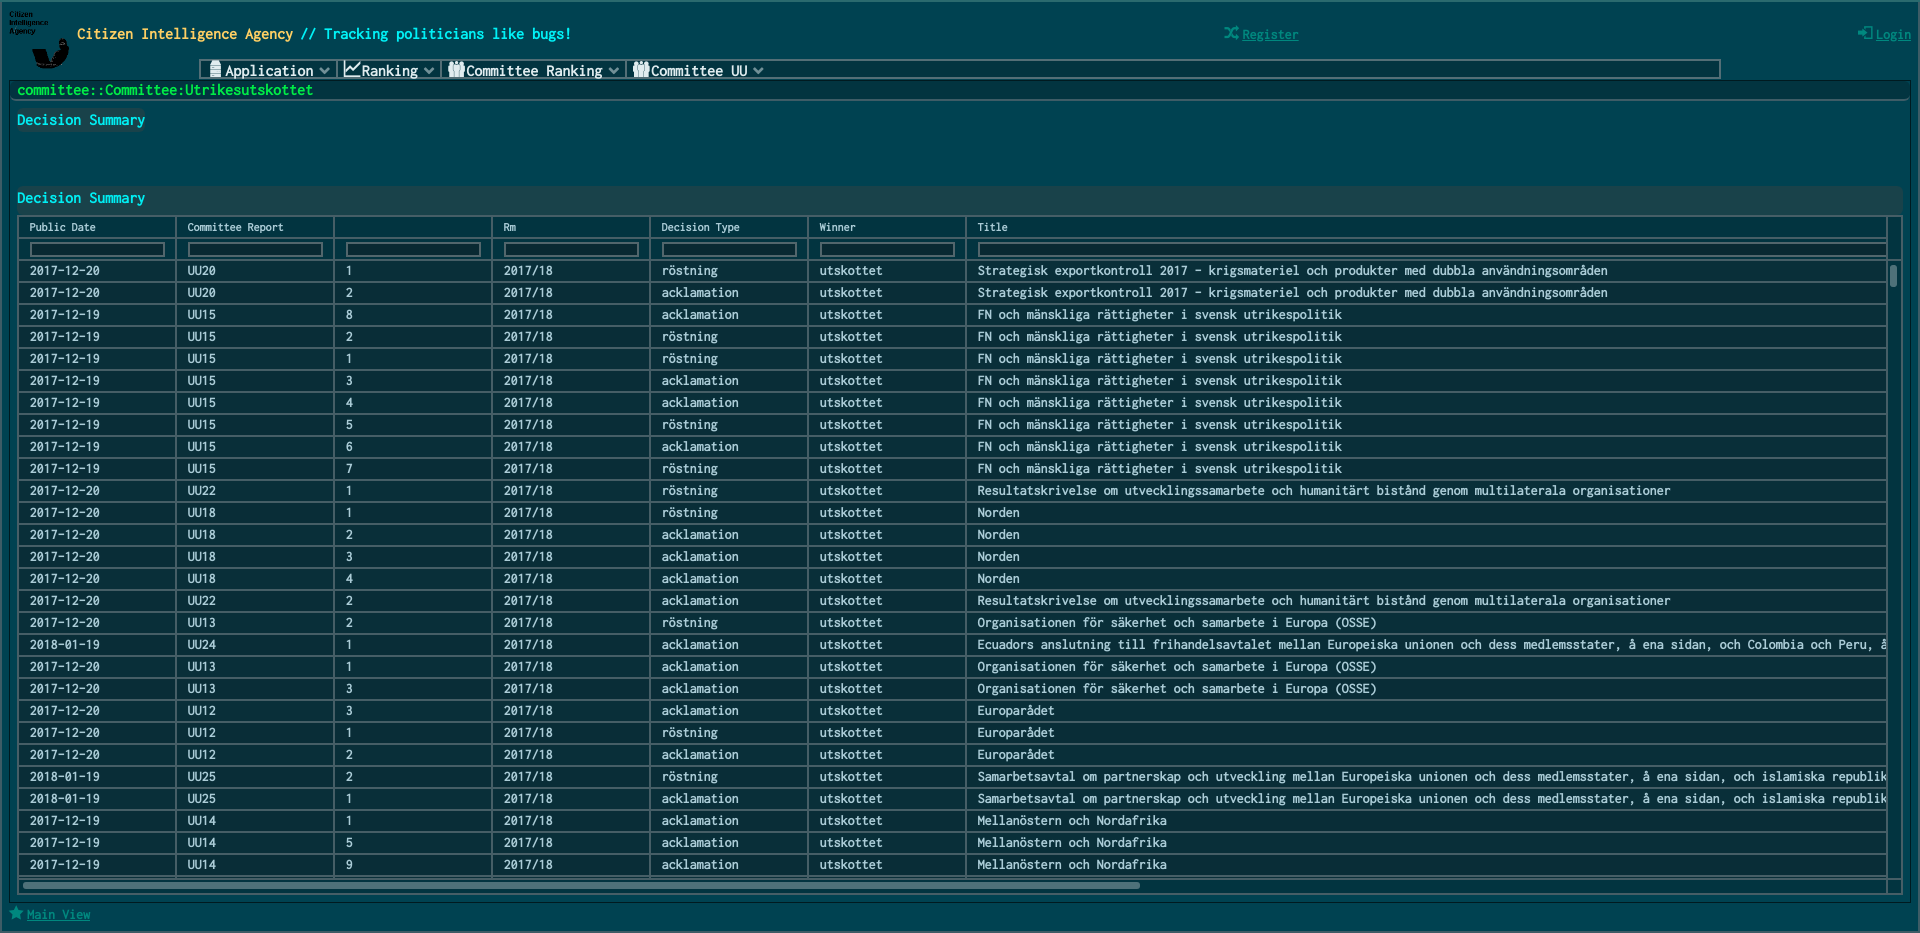 Citizen
Intelligence
Agency
Citizen Intelligence Agency // Tracking politicians like bugs!
Register
Login
Application Ranking Committee Ranking Committee UU
committee::Committee:Utrikesutskottet
Decision Summary
Decision Summary
Public Date Committee Report Rm Decision Type Winner Title
2017-12-20 UU20 1 2017/18 röstning utskottet Strategisk exportkontroll 2017 – krigsmateriel och produkter med dubbla användningsområden
2017-12-20 UU20 2 2017/18 acklamation utskottet Strategisk exportkontroll 2017 – krigsmateriel och produkter med dubbla användningsområden
2017-12-19 UU15 8 2017/18 acklamation utskottet FN och mänskliga rättigheter i svensk utrikespolitik
2017-12-19 UU15 2 2017/18 röstning utskottet FN och mänskliga rättigheter i svensk utrikespolitik
2017-12-19 UU15 1 2017/18 röstning utskottet FN och mänskliga rättigheter i svensk utrikespolitik
2017-12-19 UU15 3 2017/18 acklamation utskottet FN och mänskliga rättigheter i svensk utrikespolitik
2017-12-19 UU15 4 2017/18 acklamation utskottet FN och mänskliga rättigheter i svensk utrikespolitik
2017-12-19 UU15 5 2017/18 röstning utskottet FN och mänskliga rättigheter i svensk utrikespolitik
2017-12-19 UU15 6 2017/18 acklamation utskottet FN och mänskliga rättigheter i svensk utrikespolitik
2017-12-19 UU15 7 2017/18 röstning utskottet FN och mänskliga rättigheter i svensk utrikespolitik
2017-12-20 UU22 1 2017/18 röstning utskottet Resultatskrivelse om utvecklingssamarbete och humanitärt bistånd genom multilaterala organisationer
2017-12-20 UU18 1 2017/18 röstning utskottet Norden
2017-12-20 UU18 2 2017/18 acklamation utskottet Norden
2017-12-20 UU18 3 2017/18 acklamation utskottet Norden
2017-12-20 UU18 4 2017/18 acklamation utskottet Norden
2017-12-20 UU22 2 2017/18 acklamation utskottet Resultatskrivelse om utvecklingssamarbete och humanitärt bistånd genom multilaterala organisationer
2017-12-20 UU13 2 2017/18 röstning utskottet Organisationen för säkerhet och samarbete i Europa (OSSE)
2018-01-19 UU24 1 2017/18 acklamation utskottet Ecuadors anslutning till frihandelsavtalet mellan Europeiska unionen och dess medlemsstater, å ena sidan, och Colombia och Peru, å
2017-12-20 UU13 1 2017/18 acklamation utskottet Organisationen för säkerhet och samarbete i Europa (OSSE)
2017-12-20 UU13 3 2017/18 acklamation utskottet Organisationen för säkerhet och samarbete i Europa (OSSE)
2017-12-20 UU12 3 2017/18 acklamation utskottet Europarådet
2017-12-20 UU12 1 2017/18 röstning utskottet Europarådet
2017-12-20 UU12 2 2017/18 acklamation utskottet Europarådet
2018-01-19 UU25 2 2017/18 röstning utskottet Samarbetsavtal om partnerskap och utveckling mellan Europeiska unionen och dess medlemsstater, å ena sidan, och islamiska republik
2018-01-19 UU25 1 2017/18 acklamation utskottet Samarbetsavtal om partnerskap och utveckling mellan Europeiska unionen och dess medlemsstater, å ena sidan, och islamiska republik
2017-12-19 UU14 1 2017/18 acklamation utskottet Mellanöstern och Nordafrika
2017-12-19 UU14 5 2017/18 acklamation utskottet Mellanöstern och Nordafrika
2017-12-19 UU14 9 2017/18 acklamation utskottet Mellanöstern och Nordafrika
Main View